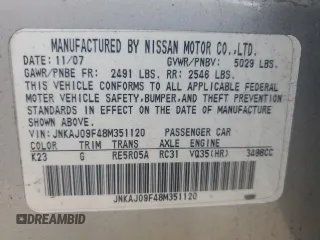 MANUFACTURED BY NISSAN MOTOR CO.,LTD.
DATE: 11/07 GVWR/PNBV: 5029 LBS.
GAWR/PNBE FR: 2491 LBS. RR: 2546 LBS.
THIS VEHICLE CONFORMS TO ALL APPLICABLE
FEDERAL MOTOR VEHICLE
SAFETY,BUMPER,AND THEFT PREVENTION
STANDARDS IN EFFECT ON THE DATE OF
MANUFACTURE SHOWN ABOVE.
VIN: JNKAJ09F48M351120 PASSENGER CAR
COLOR TRIM TRANS AXLE ENGINE
K23 G RE5R05A RC31 VQ35(HR) 3498CC
JNKAJ09F48M351120
DREAMBID